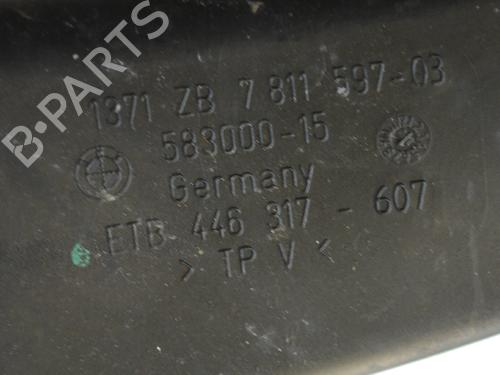 1371 ZB 7 811 597-03
583000-15
Germany
ETB 446 317 - 607
> TP V <
B-PARTS